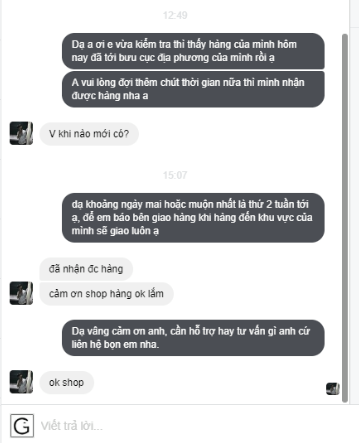 12:49
Dạ a ơi e vừa kiểm tra thì thấy hàng của mình hôm
nay đã tới bưu cục địa phương của mình rồi ạ
A vui lòng đợi thêm chút thời gian nữa thì mình nhận
được hàng nha a
V khi nào mới có?
15:07
dạ khoảng ngày mai hoặc muộn nhất là thứ 2 tuần tới
ạ, để em báo bên giao hàng khi hàng đến khu vực của
mình sẽ giao luôn ạ
đã nhận đc hàng
cảm ơn shop hàng ok lắm
Dạ vâng cảm ơn anh, cần hỗ trợ hay tư vấn gì anh cứ
liên hệ bọn em nha.
ok shop
G Viết trả lời...